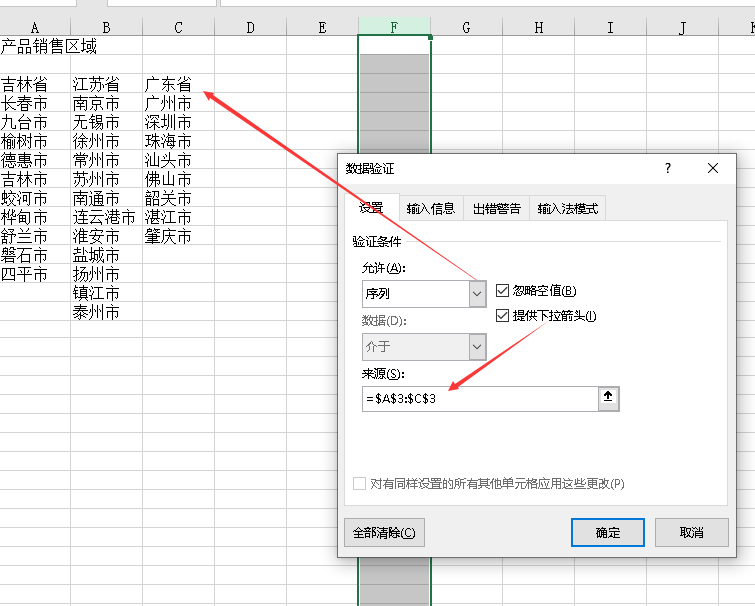 A B C D E F G H I J
产品销售区域
吉林省 江苏省 广东省
长春市 南京市 广州市
九台市 无锡市 深圳市
榆树市 徐州市 珠海市
德惠市 常州市 汕头市
吉林市 苏州市 佛山市
蛟河市 南通市 韶关市
桦甸市 连云港市 湛江市
舒兰市 淮安市 肇庆市
磐石市 盐城市
四平市 扬州市
镇江市
泰州市
数据验证 ?
设置 输入信息 出错警告 输入法模式
验证条件
允许(A):
序列 忽略空值(B)
数据(D): 提供下拉箭头(I)
介于
来源(S):
=$A$3:$C$3
对有同样设置的所有其他单元格应用这些更改(P)
全部清除(C) 确定 取消